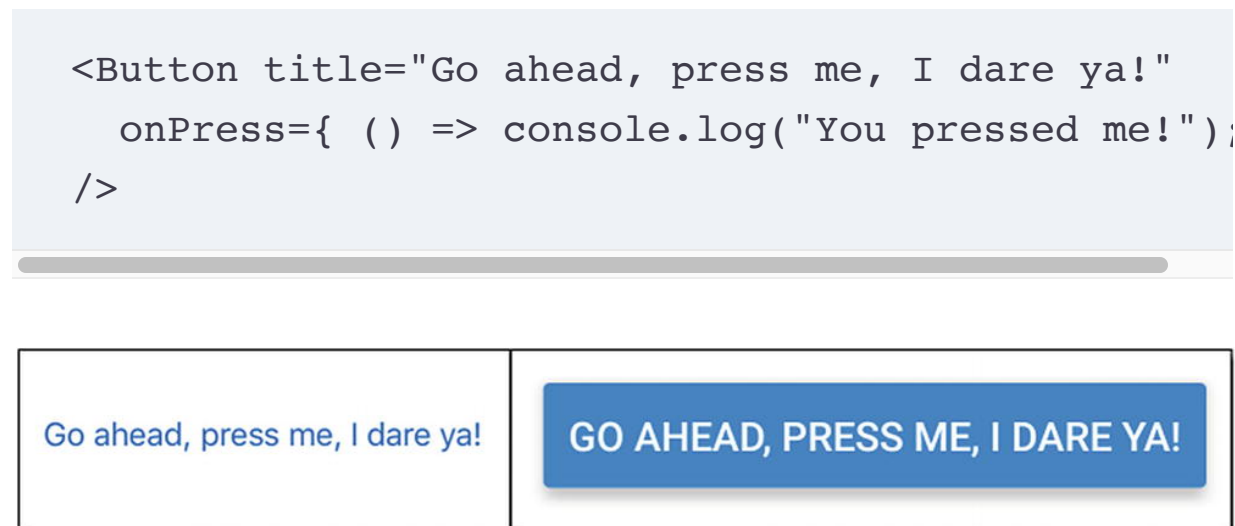 <Button title="Go ahead, press me, I dare ya!"
onPress={ () => console.log("You pressed me!");
/>
Go ahead, press me, I dare ya!
GO AHEAD, PRESS ME, I DARE YA!